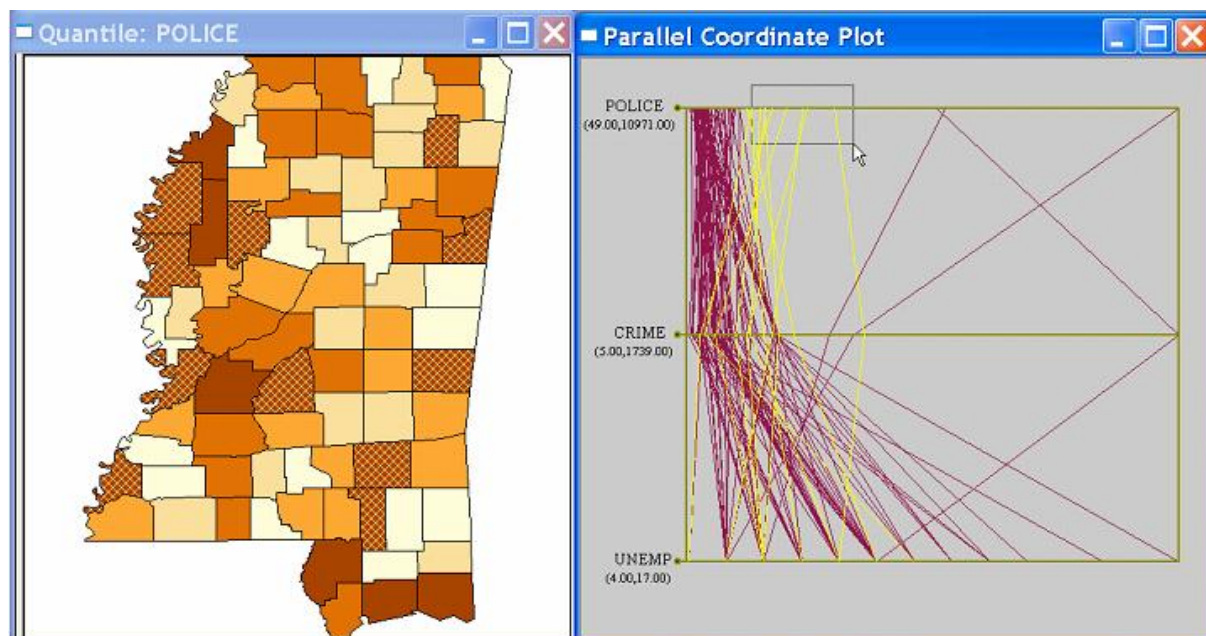 Quantile: POLICE
Parallel Coordinate Plot
POLICE
(49.00,10971.00)
CRIME
(5.00,1739.00)
UNEMP
(4.00,17.00)